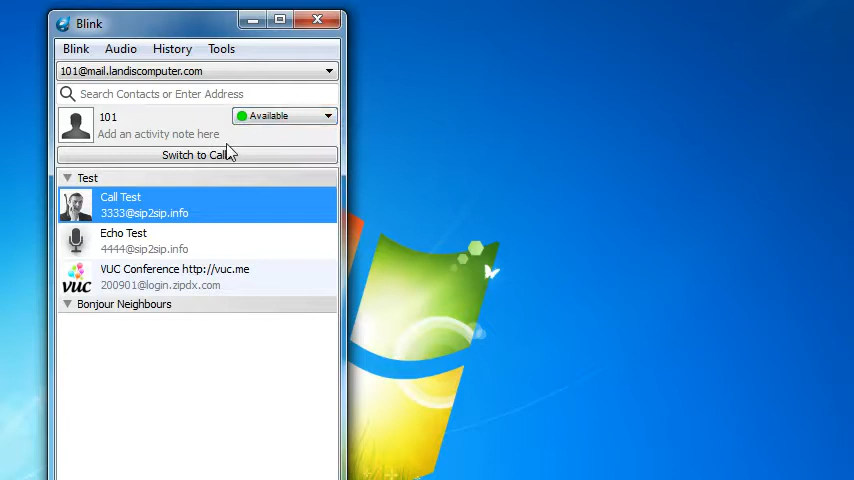 Blink
Blink Audio History Tools
101@mail.landiscomputer.com
Search Contacts or Enter Address
101
Available
Add an activity note here
Switch to Call
Test
Call Test
3333@sip2sip.info
Echo Test
4444@sip2sip.info
VUC Conference http://vuc.me
200901@login.zipdx.com
vuc
Bonjour Neighbours